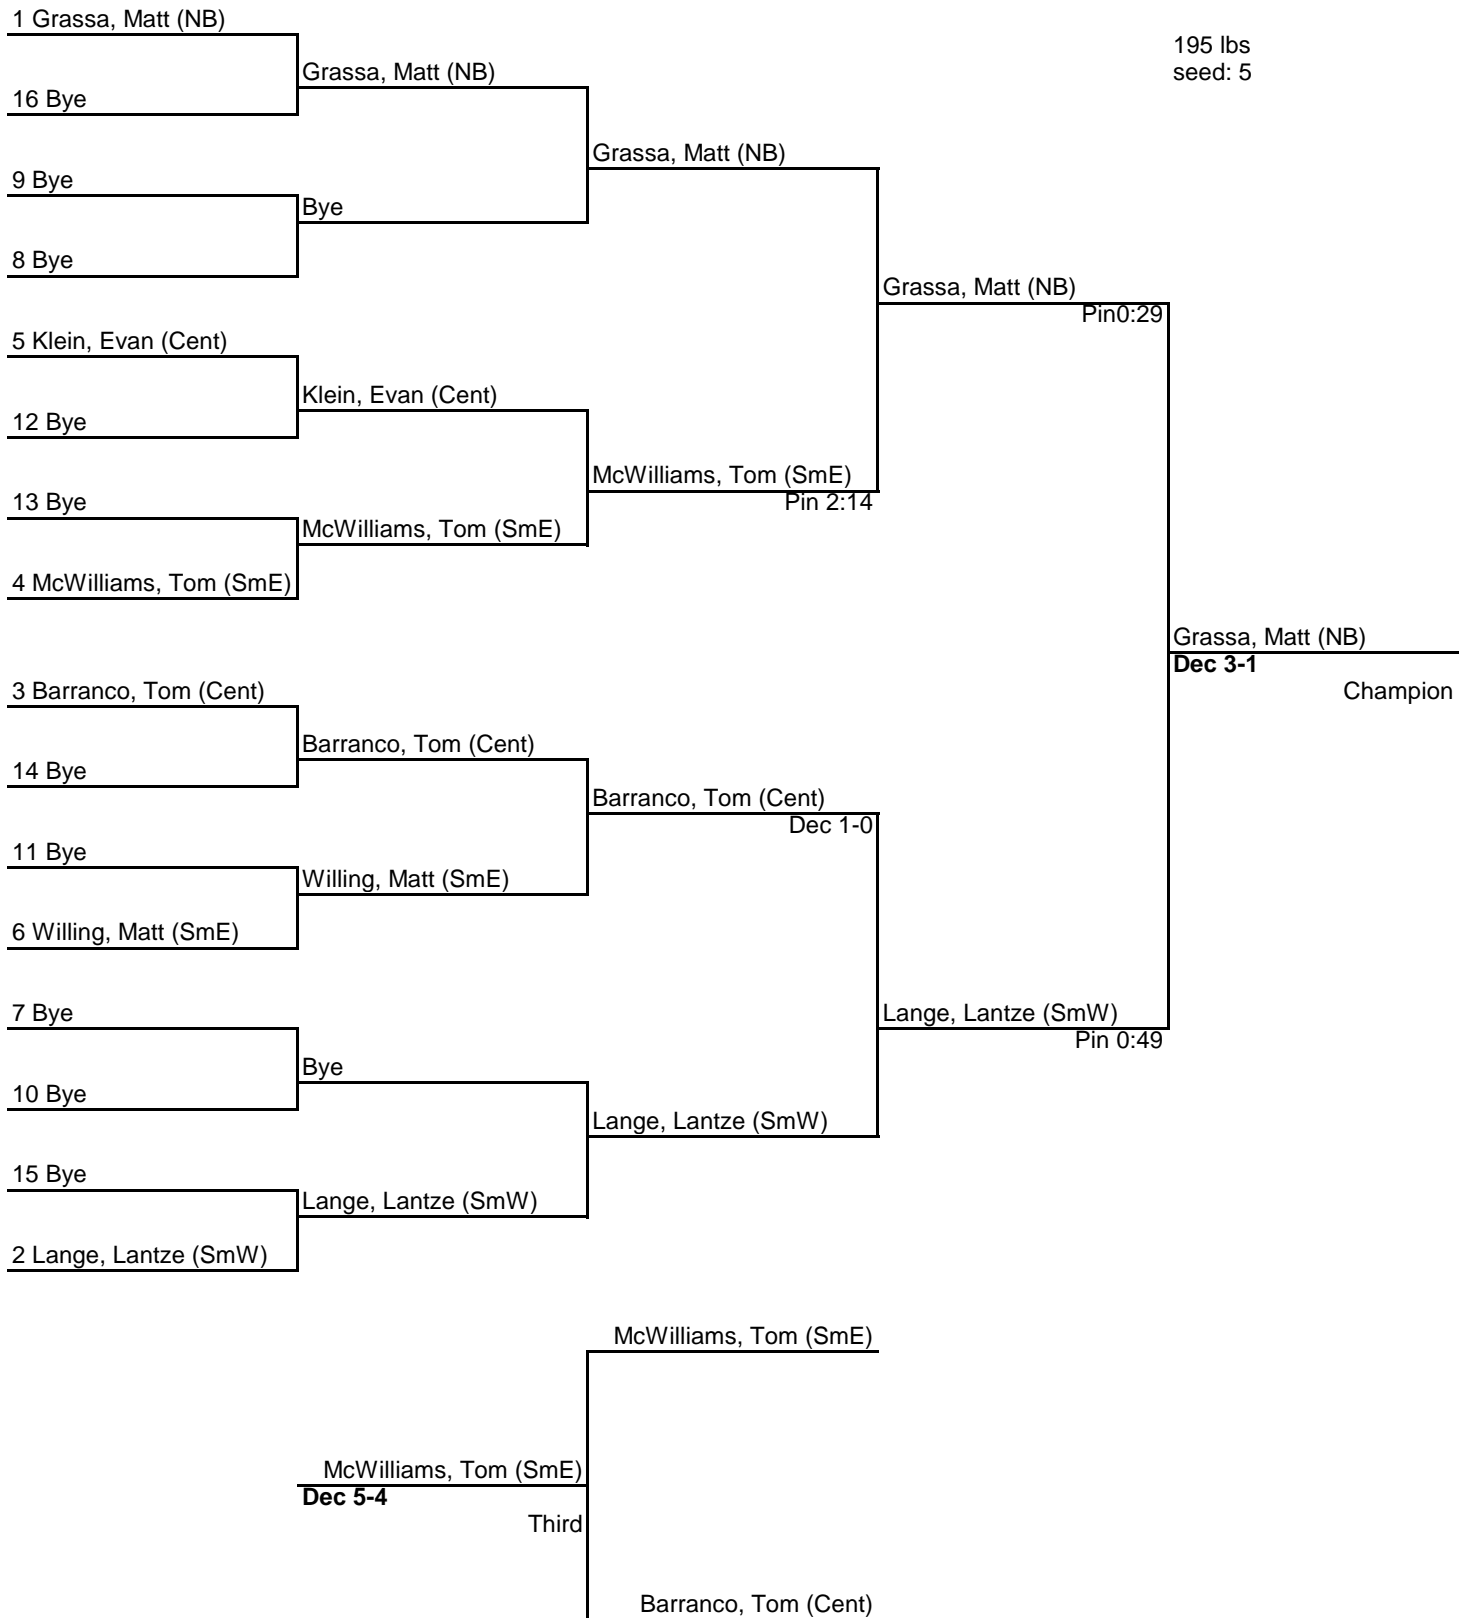 1 Grassa, Matt (NB)
195 lbs
seed: 5
Grassa, Matt (NB)
16 Bye
Grassa, Matt (NB)
9 Bye
Bye
8 Bye
Grassa, Matt (NB)
Pin0:29
5 Klein, Evan (Cent)
Klein, Evan (Cent)
12 Bye
McWilliams, Tom (SmE)
Pin 2:14
13 Bye
McWilliams, Tom (SmE)
4 McWilliams, Tom (SmE)
Grassa, Matt (NB)
Dec 3-1
Champion
3 Barranco, Tom (Cent)
Barranco, Tom (Cent)
14 Bye
Barranco, Tom (Cent)
Dec 1-0
11 Bye
Willing, Matt (SmE)
6 Willing, Matt (SmE)
7 Bye
Lange, Lantze (SmW)
Pin 0:49
Bye
10 Bye
Lange, Lantze (SmW)
15 Bye
Lange, Lantze (SmW)
2 Lange, Lantze (SmW)
McWilliams, Tom (SmE)
McWilliams, Tom (SmE)
Dec 5-4
Third
Barranco, Tom (Cent)